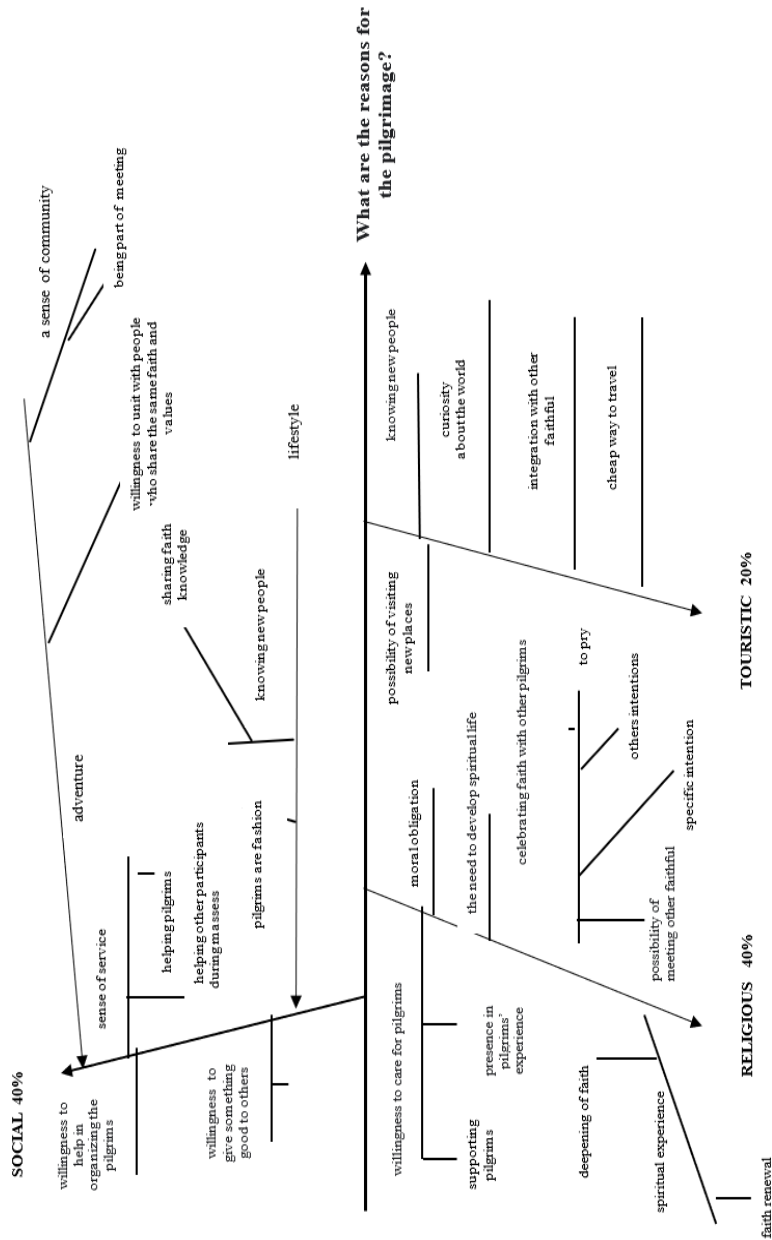 SOCIAL 40%
willingness to
help in
organizing the
pilgrims
sense of service
adventure
a sense of community
being part of meeting
willingness to unit with people
who share the same faith and
values
helping pilgrims
helping other participants
during massess
sharing faith
knowledge
willingness to
give something
good to others
pilgrims are fashion
knowing new people
lifestyle
What are the reasons for
the pilgrimage?
willingness to care for pilgrims
moral obligation
possibility of visiting
new places
knowing new people
supporting
pilgrims
presence in
pilgrims'
experience
the need to develop spiritual life
curiosity
about the world
celebrating faith with other pilgrims
integration with other
faithful
deepening of faith
to pry
cheap way to travel
others intentions
spiritual experience
possibility of
meeting other faithful
specific intention
faith renewal
RELIGIOUS 40%
TOURISTIC 20%